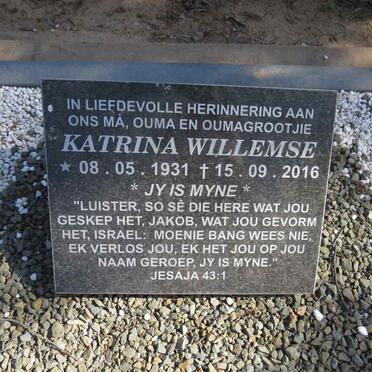 IN LIEFDEVOLLE HERINNERING AAN
ONS MÁ, OUMA EN OUMAGROOTJIE
KATRINA WILLEMSE
★ 08.05.1931 † 15.09.2016
* JY IS MYNE *
"LUISTER, SO SÊ DIE HERE WAT JOU
GESKEP HET, JAKOB, WAT JOU GEVORM
HET, ISRAEL: MOENIE BANG WEES NIE,
EK VERLOS JOU, EK HET JOU OP JOU
NAAM GEROEP, JY IS MYNE."
JESAJA 43:1